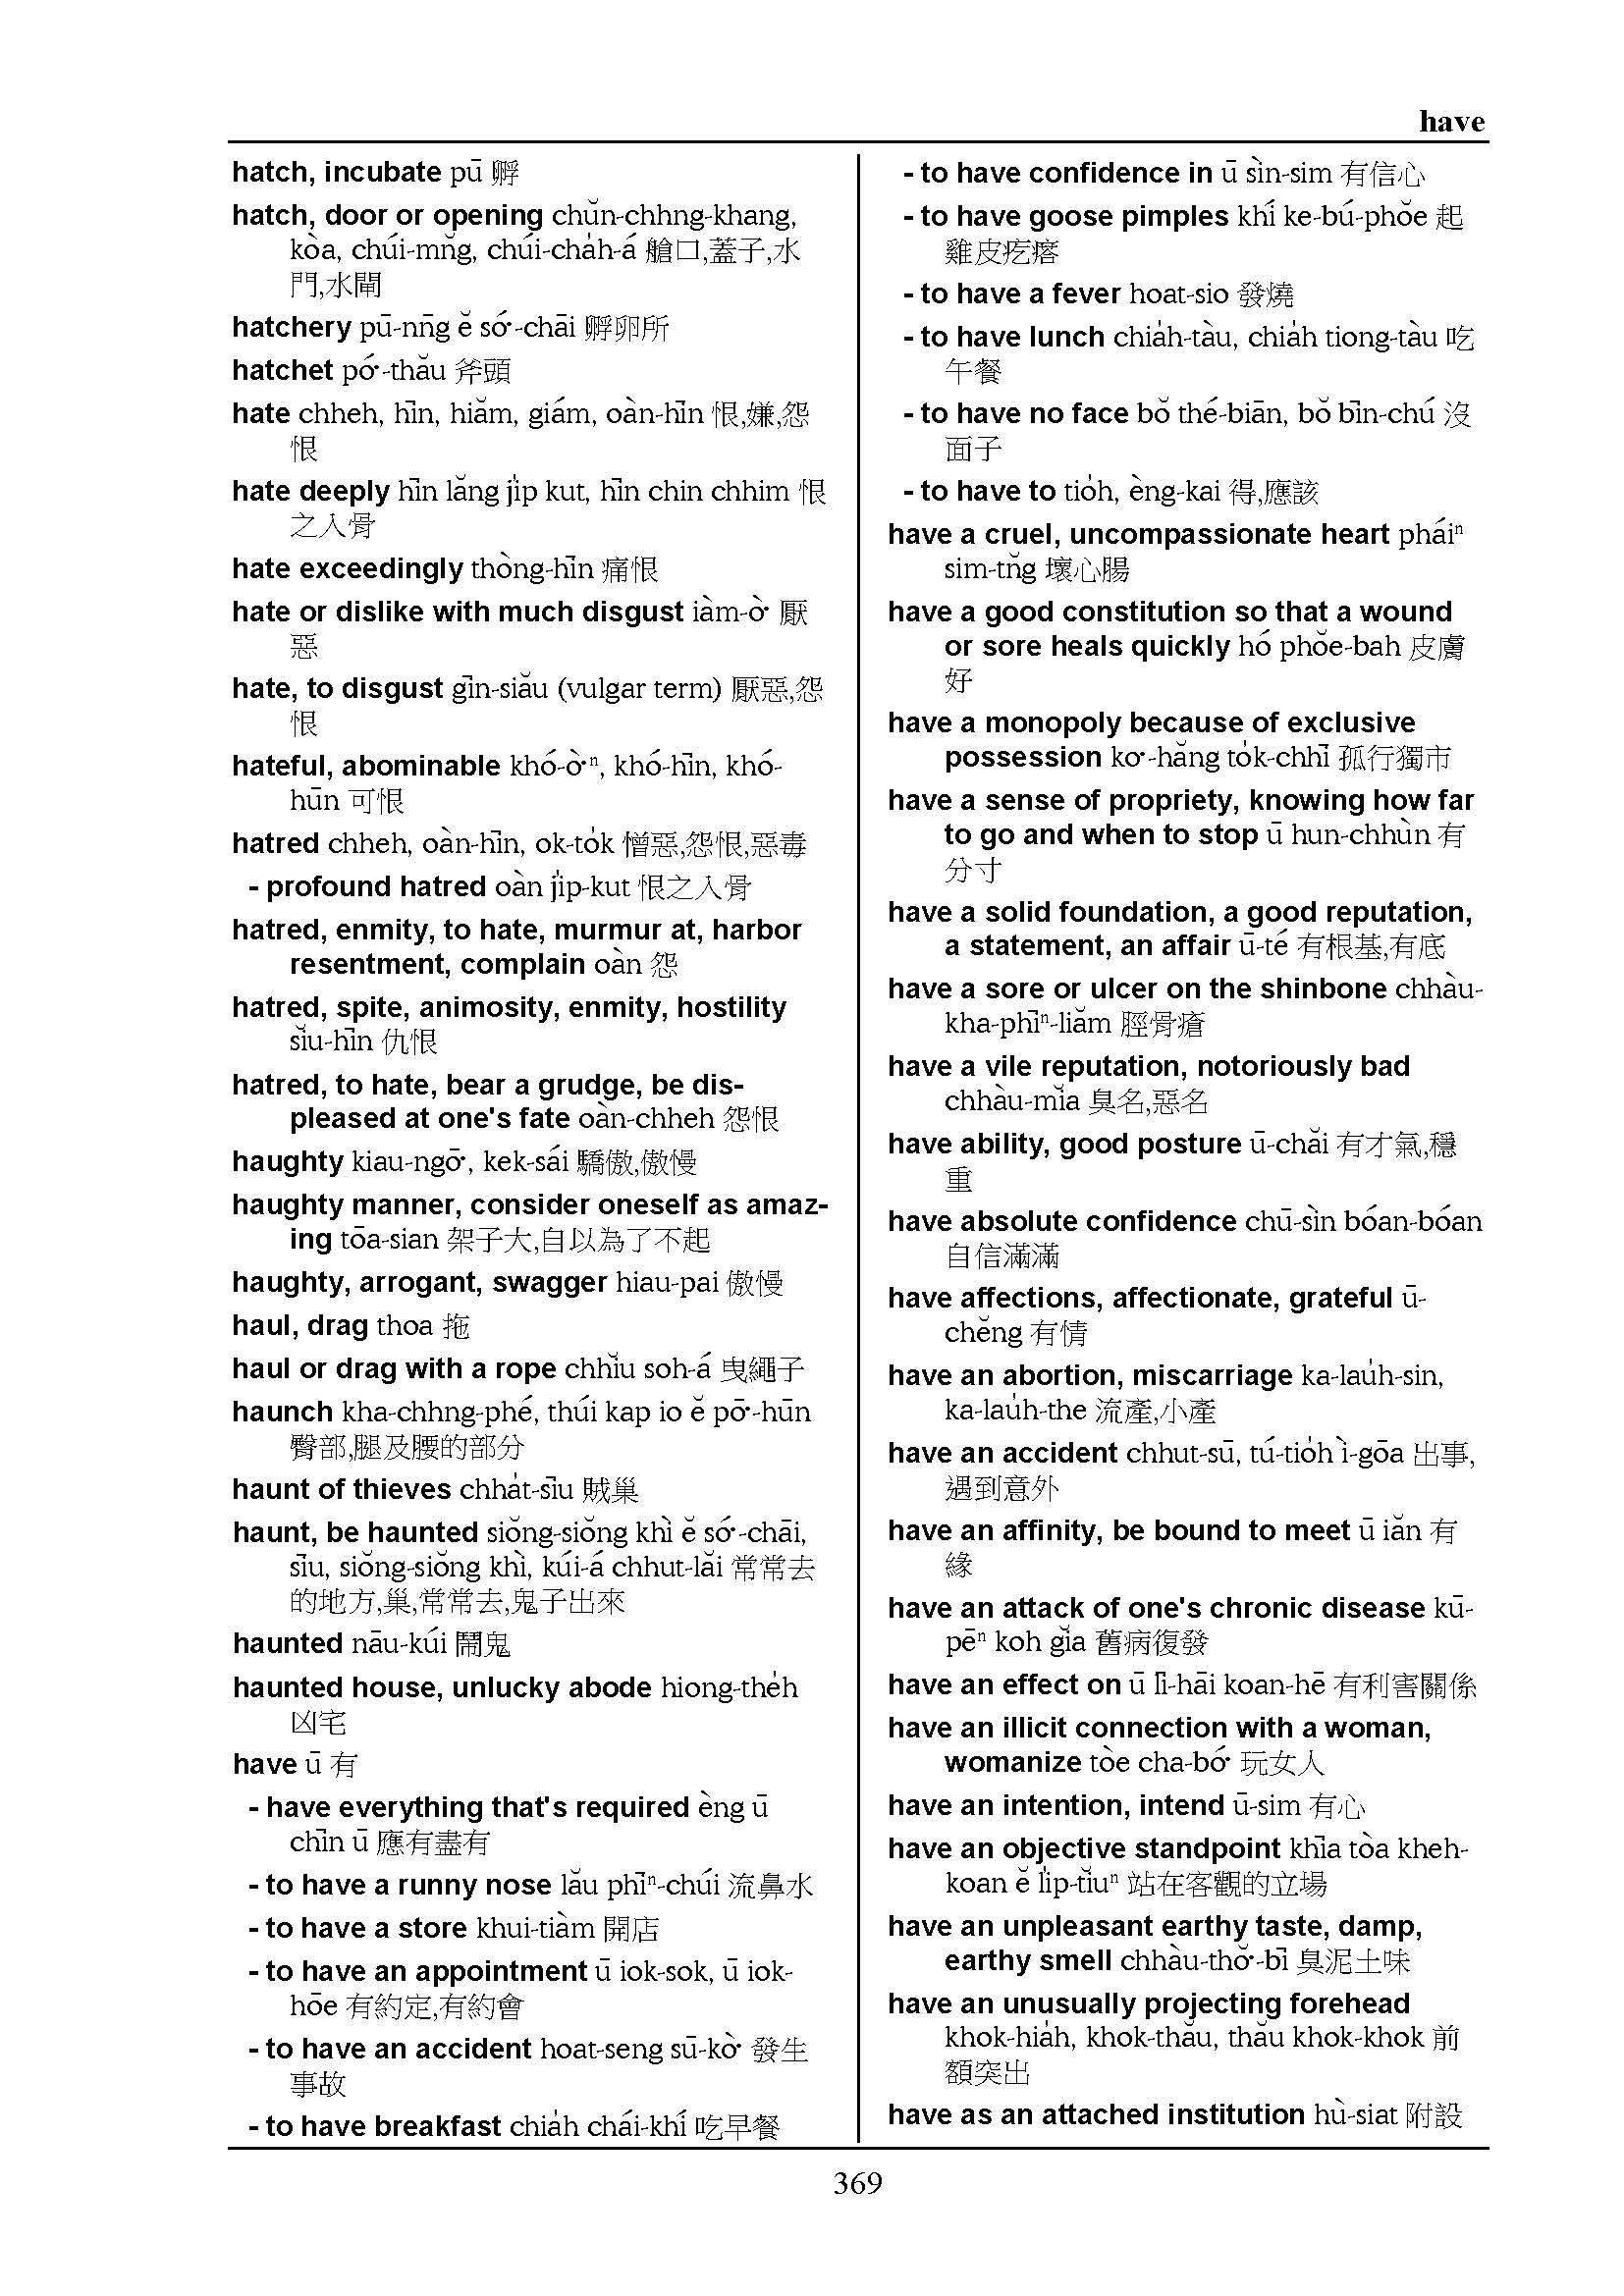 have
hatch, incubate pū 孵
hatch, door or opening chŭn-chhng-khang,
kòa, chúi-mn̆g, chúi-cha̍h-á 艙口,蓋子,水
門,水閘
hatchery pū-nn̄g ĕ só͘-chāi 孵卵所
hatchet pó͘-thău 斧頭
hate chheh, hīn, hiăm, giám, oàn-hīn 恨,嫌,怨
恨
hate deeply hīn lăng ji̍p kut, hīn chin chhim 恨
之入骨
hate exceedingly thòng-hīn 痛恨
hate or dislike with much disgust iàm-ò͘ 厭
惡
hate, to disgust gīn-siău (vulgar term) 厭惡,怨
恨
hateful, abominable khó-ò͘ⁿ, khó-hīn, khó-
hūn 可恨
hatred chheh, oàn-hīn, ok-to̍k 憎惡,怨恨,惡毒
- profound hatred oàn ji̍p-kut 恨之入骨
hatred, enmity, to hate, murmur at, harbor
resentment, complain oàn 怨
hatred, spite, animosity, enmity, hostility
sĭu-hīn 仇恨
hatred, to hate, bear a grudge, be dis-
pleased at one's fate oàn-chheh 怨恨
haughty kiau-ngō͘, kek-sái 驕傲,傲慢
haughty manner, consider oneself as amaz-
ing tōa-sian 架子大,自以為了不起
haughty, arrogant, swagger hiau-pai 傲慢
haul, drag thoa 拖
haul or drag with a rope chhĭu soh-á 曳繩子
haunch kha-chhng-phé, thúi kap io ĕ pō͘-hūn
臀部,腿及腰的部分
haunt of thieves chha̍t-sīu 賊巢
haunt, be haunted siŏng-siŏng khì ĕ só͘-chāi,
sīu, siŏng-siŏng khì, kúi-á chhut-lăi 常常去
的地方,巢,常常去,鬼子出來
haunted nāu-kúi 鬧鬼
haunted house, unlucky abode hiong-the̍h
凶宅
have ū 有
- have everything that's required èng ū
chīn ū 應有盡有
- to have a runny nose lău phīⁿ-chúi 流鼻水
- to have a store khui-tiàm 開店
- to have an appointment ū iok-sok, ū iok-
hōe 有約定,有約會
- to have an accident hoat-seng sū-kò͘ 發生
事故
- to have breakfast chia̍h chái-khí 吃早餐
- to have confidence in ū sìn-sim 有信心
- to have goose pimples khí ke-bú-phŏe 起
雞皮疙瘩
- to have a fever hoat-sio 發燒
- to have lunch chia̍h-tàu, chia̍h tiong-tàu 吃
午餐
- to have no face bŏ thé-biān, bŏ bīn-chú 沒
面子
- to have to tio̍h, èng-kai 得,應該
have a cruel, uncompassionate heart pháiⁿ
sim-tn̆g 壞心腸
have a good constitution so that a wound
or sore heals quickly hó phŏe-bah 皮膚
好
have a monopoly because of exclusive
possession ko͘-hăng to̍k-chhī 孤行獨市
have a sense of propriety, knowing how far
to go and when to stop ū hun-chhùn 有
分寸
have a solid foundation, a good reputation,
a statement, an affair ū-té 有根基,有底
have a sore or ulcer on the shinbone chhàu-
kha-phīⁿ-liăm 脛骨瘡
have a vile reputation, notoriously bad
chhàu-mĭa 臭名,惡名
have ability, good posture ū-chăi 有才氣,穩
重
have absolute confidence chū-sìn bóan-bóan
自信滿滿
have affections, affectionate, grateful ū-
chĕng 有情
have an abortion, miscarriage ka-lau̍h-sin,
ka-lau̍h-the 流產,小產
have an accident chhut-sū, tú-tio̍h ì-gōa 出事,
遇到意外
have an affinity, be bound to meet ū iăn 有
緣
have an attack of one's chronic disease kū-
pēⁿ koh gĭa 舊病復發
have an effect on ū lī-hāi koan-hē 有利害關係
have an illicit connection with a woman,
womanize tòe cha-bó͘ 玩女人
have an intention, intend ū-sim 有心
have an objective standpoint khīa tòa kheh-
koan ĕ li̍p-tĭuⁿ 站在客觀的立場
have an unpleasant earthy taste, damp,
earthy smell chhàu-thŏ͘-bī 臭泥土味
have an unusually projecting forehead
khok-hia̍h, khok-thău, thău khok-khok 前
額突出
have as an attached institution hù-siat 附設
369